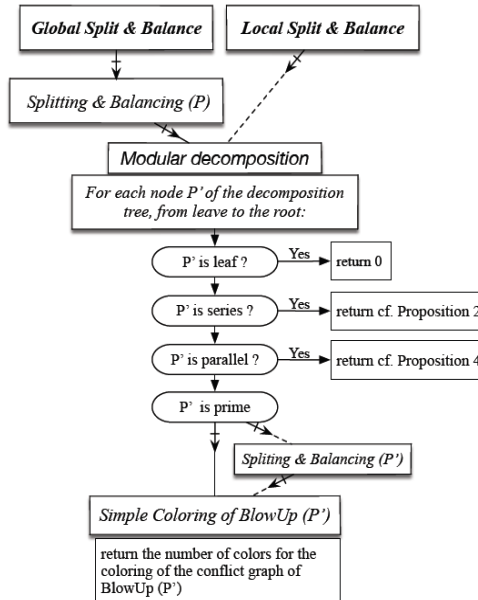 Global Split & Balance
Local Split & Balance
Splitting & Balancing (P)
Modular decomposition
For each node P' of the decomposition
tree, from leave to the root:
P' is leaf ?
Yes
return 0
P' is series ?
Yes
return cf. Proposition 2
P' is parallel ?
Yes
return cf. Proposition 4
P' is prime
Spliting & Balancing (P')
Simple Coloring of BlowUp (P')
return the number of colors for the
coloring of the conflict graph of
BlowUp (P')